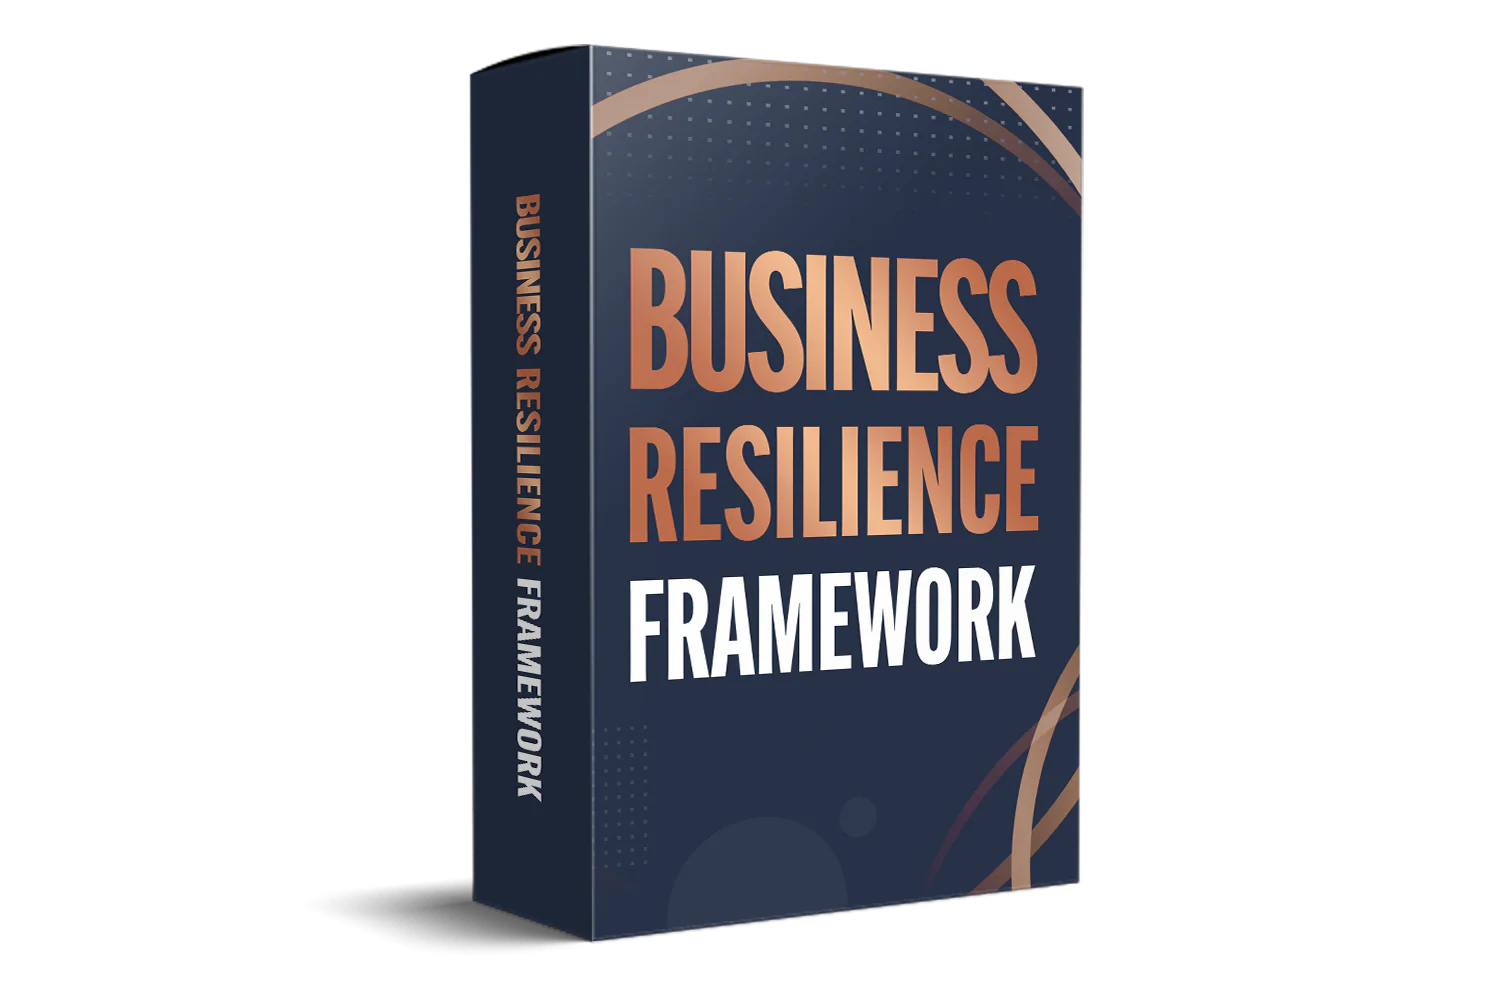 BUSINESS RESILIENCE FRAMEWORK
BUSINESS
RESILIENCE
FRAMEWORK